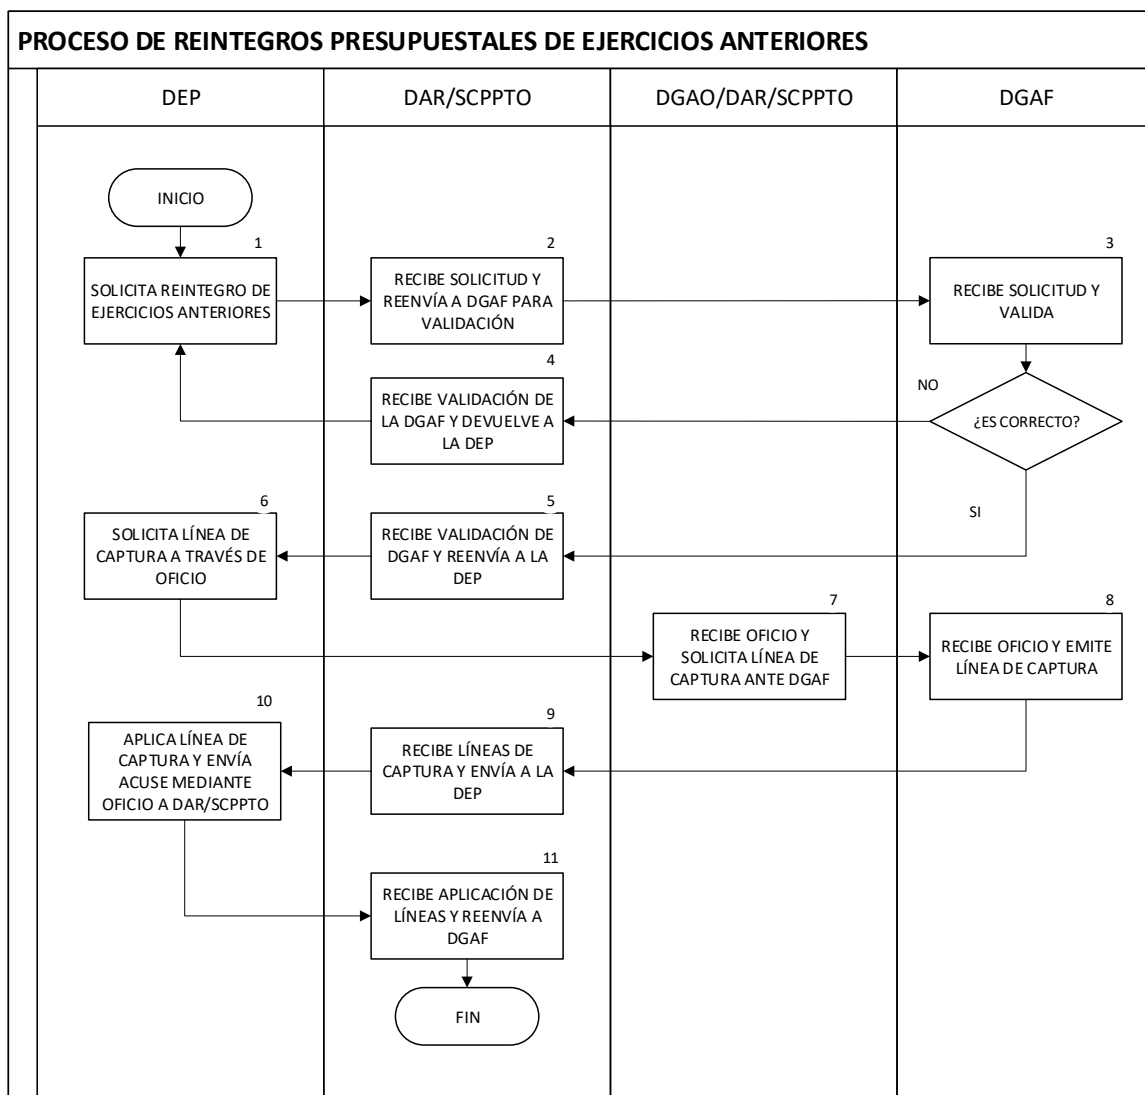 PROCESO DE REINTEGROS PRESUPUESTALES DE EJERCICIOS ANTERIORES
DEP
DAR/SCPPTO
DGAO/DAR/SCPPTO
DGAF
INICIO
1
SOLICITA REINTEGRO DE
EJERCICIOS ANTERIORES
2
RECIBE SOLICITUD Y
REENVÍA A DGAF PARA
VALIDACIÓN
3
RECIBE SOLICITUD Y
VALIDA
¿ES CORRECTO?
NO
4
RECIBE VALIDACIÓN DE
LA DGAF Y DEVUELVE A
LA DEP
SI
5
RECIBE VALIDACIÓN DE
DGAF Y REENVÍA A LA
DEP
6
SOLICITA LÍNEA DE
CAPTURA A TRAVÉS DE
OFICIO
7
RECIBE OFICIO Y
SOLICITA LÍNEA DE
CAPTURA ANTE DGAF
8
RECIBE OFICIO Y EMITE
LÍNEA DE CAPTURA
9
RECIBE LÍNEAS DE
CAPTURA Y ENVÍA A LA
DEP
10
APLICA LÍNEA DE
CAPTURA Y ENVÍA
ACUSE MEDIANTE
OFICIO A DAR/SCPPTO
11
RECIBE APLICACIÓN DE
LÍNEAS Y REENVÍA A
DGAF
FIN